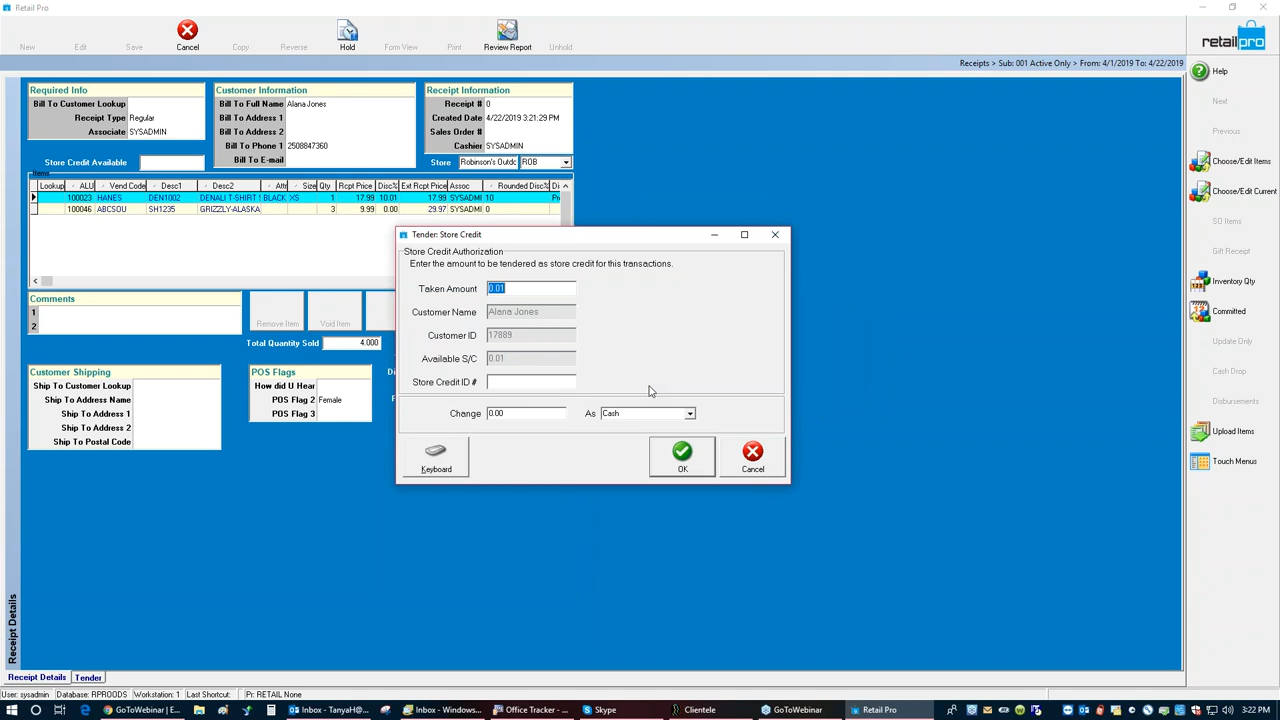 Retail Pro
New Edit Save Cancel Copy Reverse Hold Form View Print Review Report Unhold
retailpro
Receipts > Sub: 001 Active Only > From: 4/1/2019 To: 4/22/2019
Required Info
Bill To Customer Lookup
Receipt Type Regular
Associate SYSADMIN
Store Credit Available
Customer Information
Bill To Full Name Alana Jones
Bill To Address 1
Bill To Address 2
Bill To Phone 1 2508847360
Bill To E-mail
Receipt Information
Receipt # 0
Created Date 4/22/2019 3:21:29 PM
Sales Order #
Cashier SYSADMIN
Store Robinson's Outdc ROB
Items
Lookup ALU Vend Code Desc1 Desc2 Attr Size Qty Rcpt Price Disc% Ext Rcpt Price Assoc Rounded Disc% Di
100023 HANES DEN1002 DENALI T-SHIRT S BLACK XS 1 17.99 10.01 17.99 SYSADMI 10
100046 ABCSOU SH1235 GRIZZLY-ALASKA 3 9.99 0.00 29.97 SYSADMI 0
Comments
1
2
Remove Item Void Item
Total Quantity Sold 4.000
Customer Shipping
Ship To Customer Lookup
Ship To Address Name
Ship To Address 1
Ship To Address 2
Ship To Postal Code
POS Flags
How did U Hear
POS Flag 2 Female
POS Flag 3
Di
Tender: Store Credit
Store Credit Authorization
Enter the amount to be tendered as store credit for this transactions.
Taken Amount 0.01
Customer Name Alana Jones
Customer ID 17889
Available S/C 0.01
Store Credit ID #
Change 0.00 As Cash
Keyboard OK Cancel
Help
Next
Previous
Choose/Edit Items
Choose/Edit Current
SO Items
Gift Receipt
Inventory Qty
Committed
Update Only
Cash Drop
Disbursements
Upload Items
Touch Menus
Receipt Details
Receipt Details Tender
User: sysadmin Database: RPROODS Workstation: 1 Last Shortcut: Pr: RETAIL None
GoToWebinar | E... Inbox - TanyaH@... Inbox - Windows... Office Tracker - ... Skype Clientele GoToWebinar Retail Pro 3:22 PM